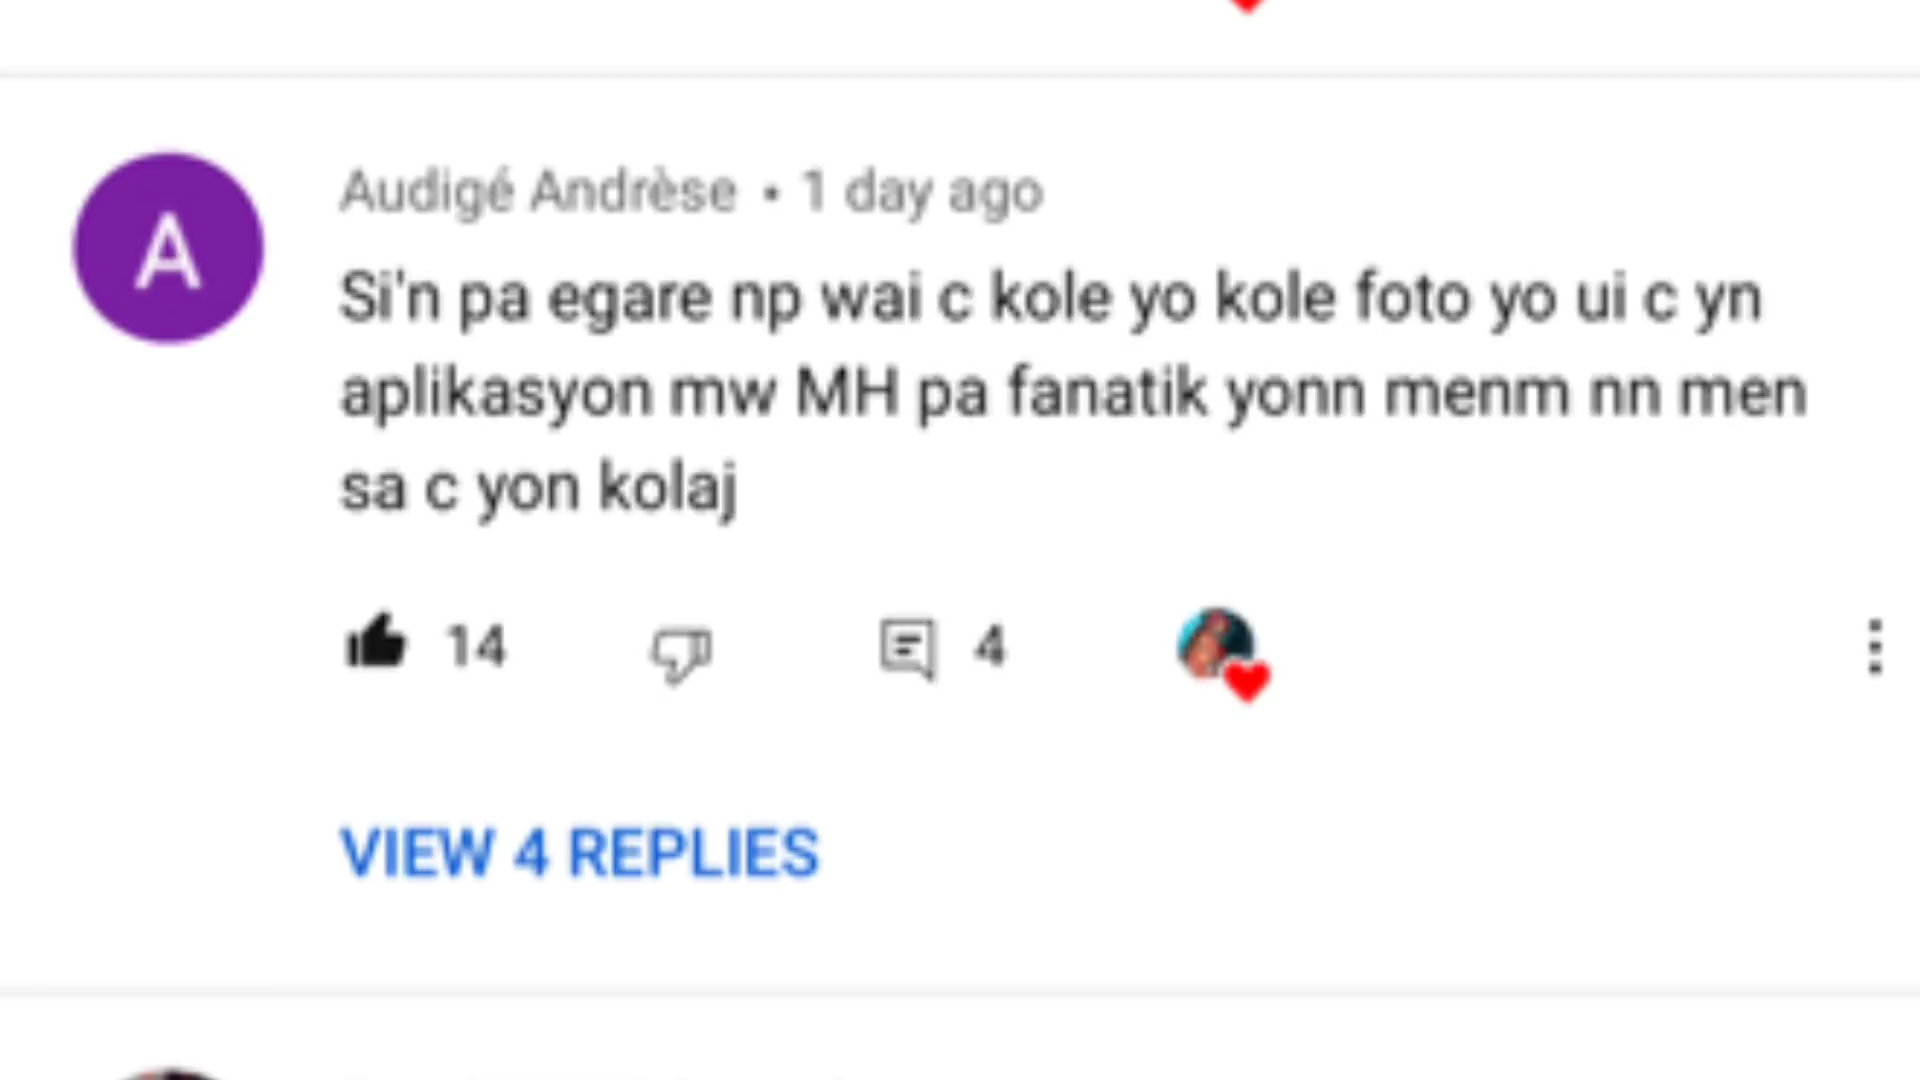 A
Audigé Andrèse • 1 day ago
Si'n pa egare np wai c kole yo kole foto yo ui c yn
aplikasyon mw MH pa fanatik yonn menm nn men
sa c yon kolaj
14
4
VIEW 4 REPLIES